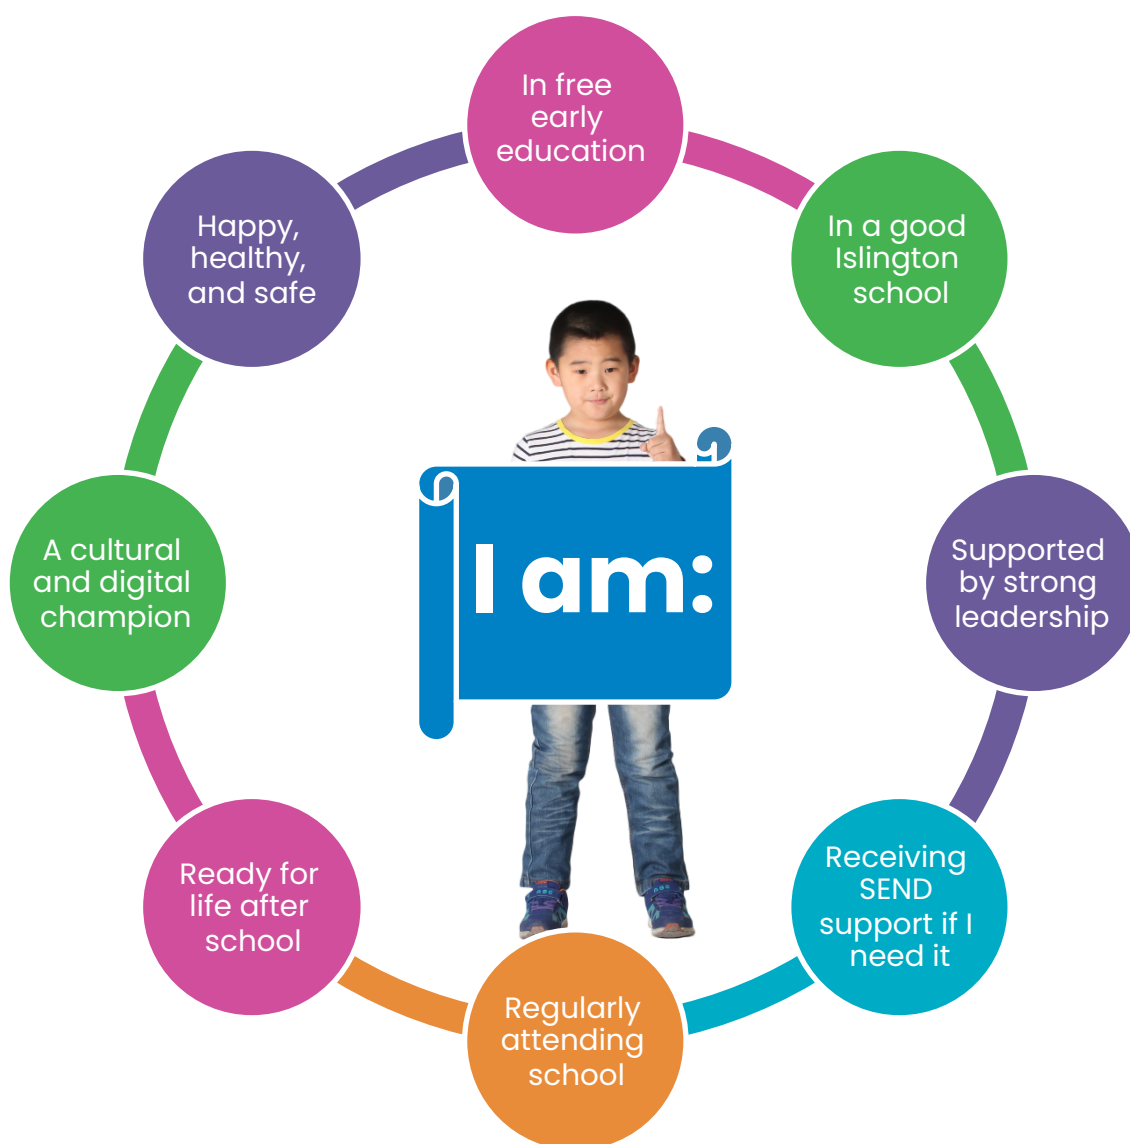 In free
early
education
In a good
Islington
school
Supported
by strong
leadership
Receiving
SEND
support if I
need it
Regularly
attending
school
Ready for
life after
school
A cultural
and digital
champion
Happy,
healthy,
and safe
I am: